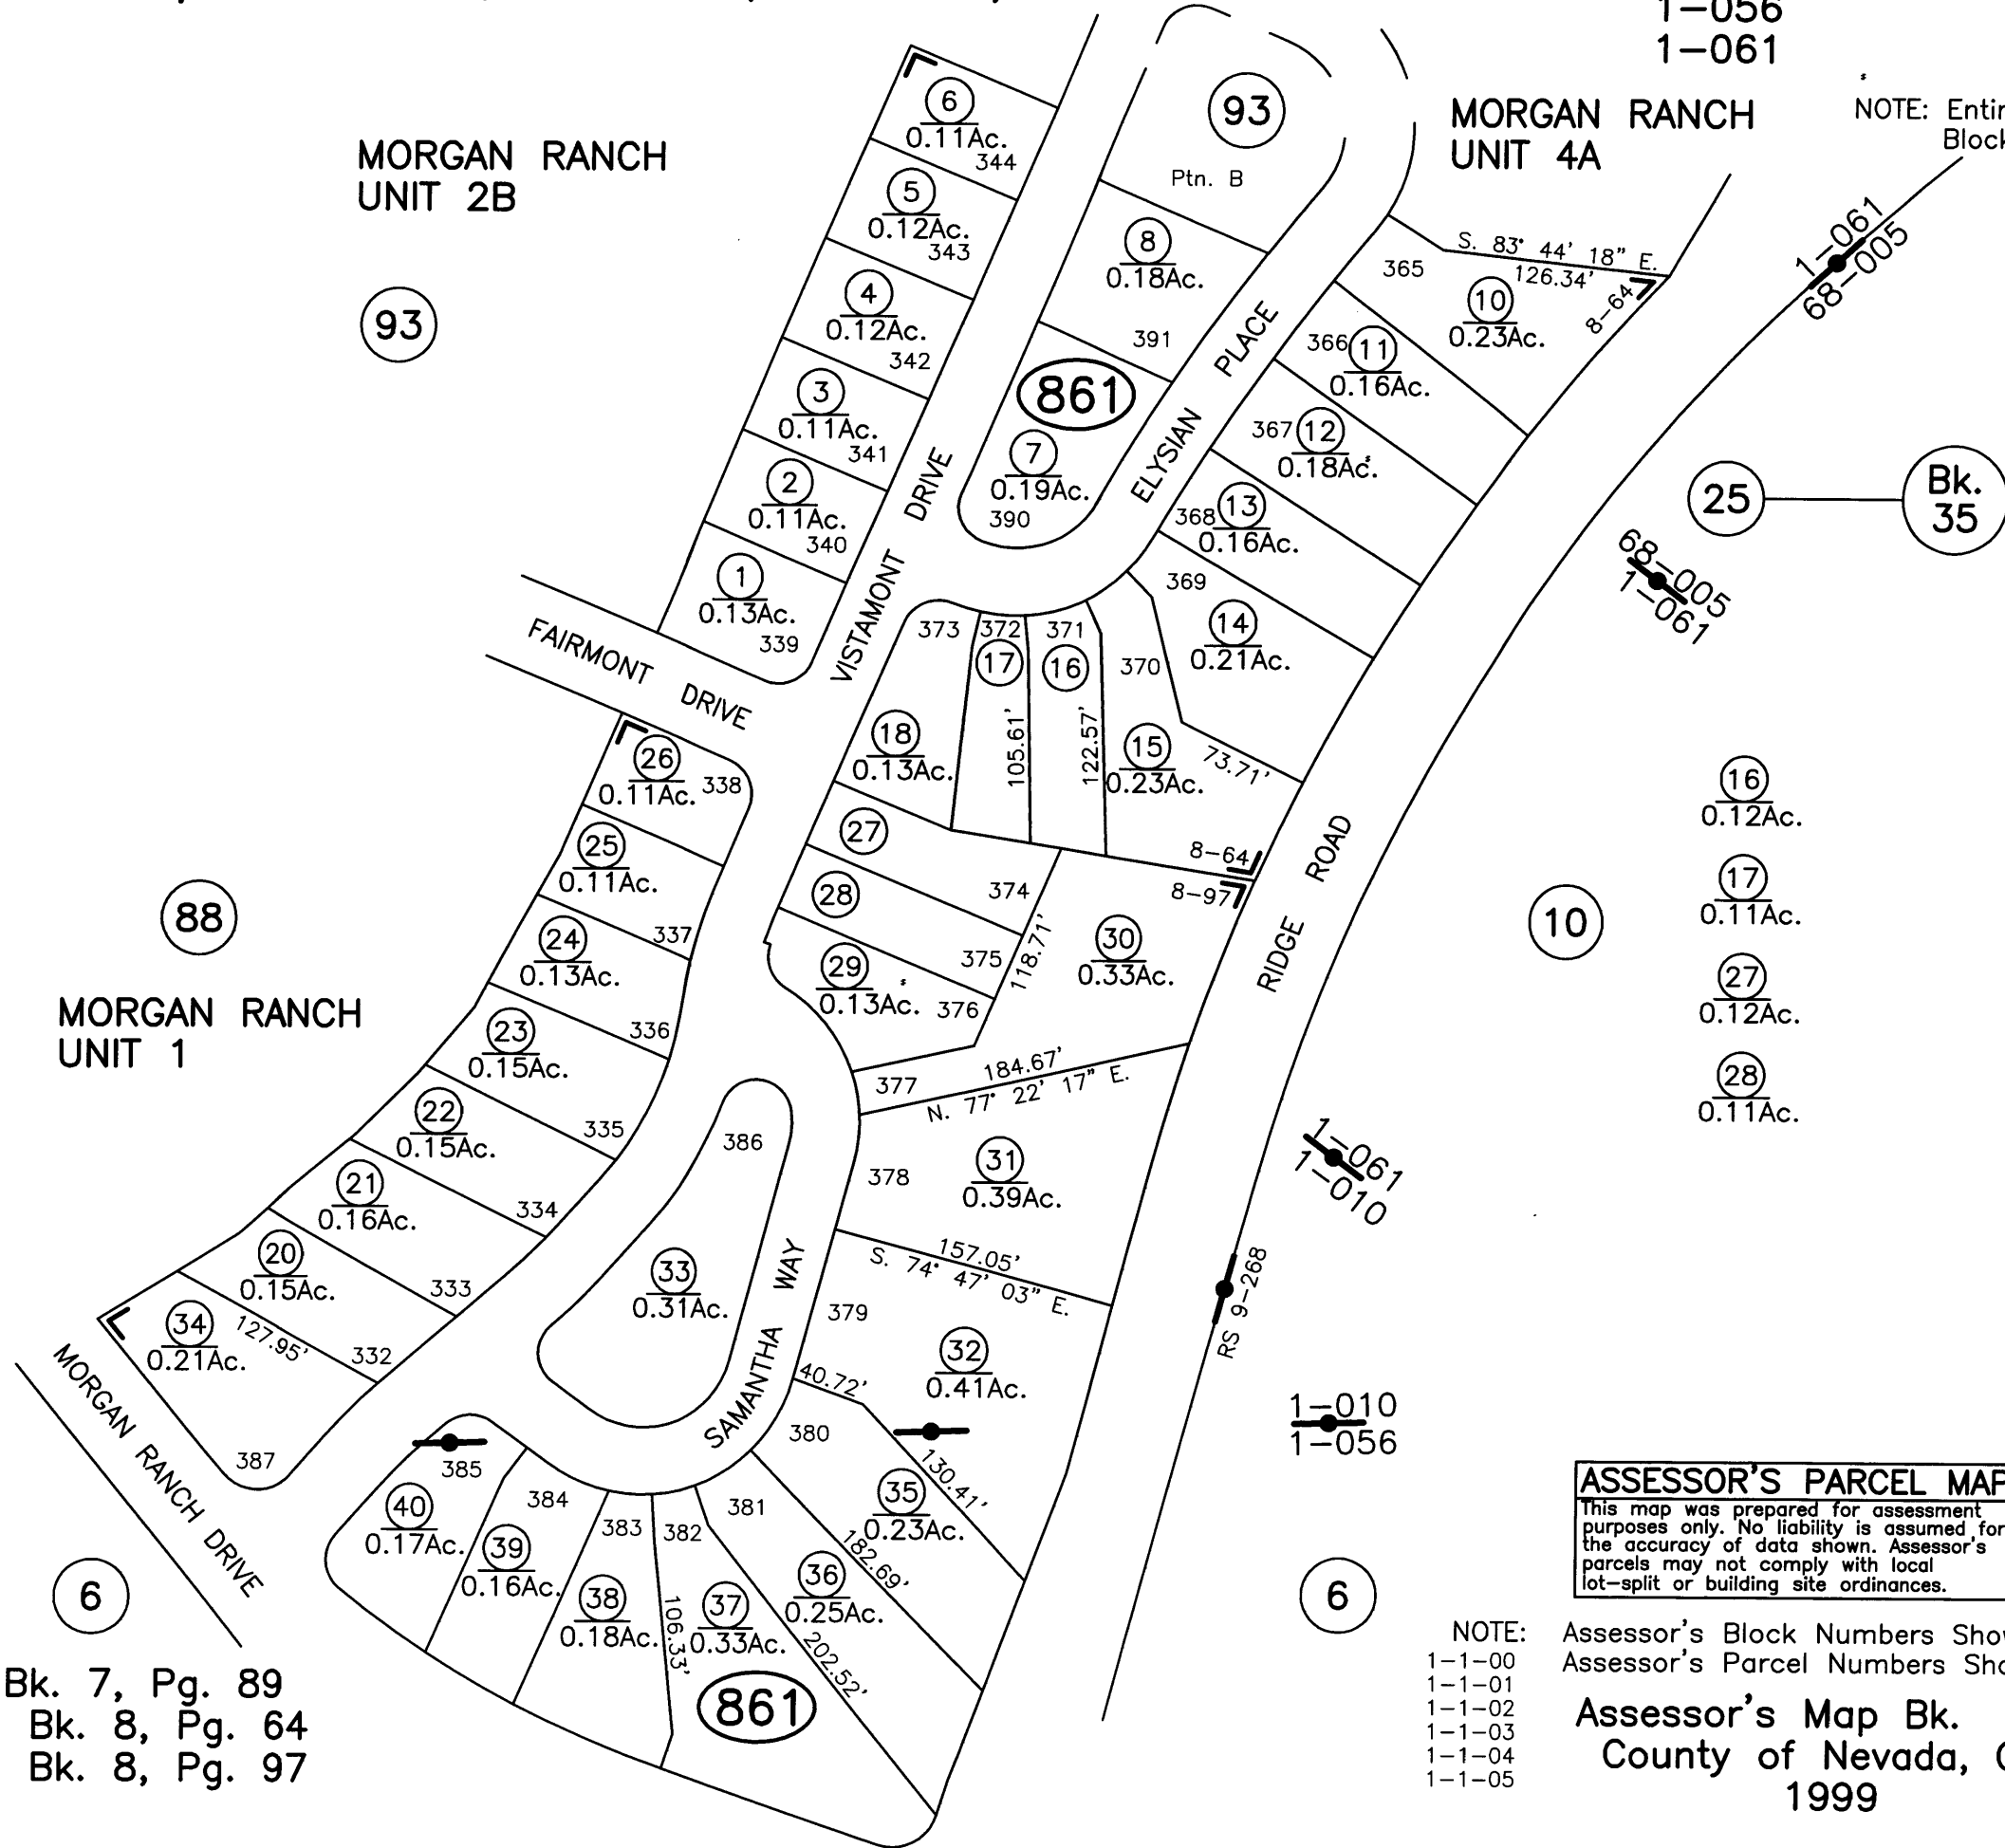 1-056
1-061
NOTE: Entir
Block
MORGAN RANCH
UNIT 2B
93
93
Ptn. B
MORGAN RANCH
UNIT 4A
1-061
68-005
6
0.11Ac.
344
5
0.12Ac.
343
4
0.12Ac.
342
3
0.11Ac.
341
2
0.11Ac.
340
1
0.13Ac.
339
8
0.18Ac.
391
861
7
0.19Ac.
390
VISTAMONT DRIVE
ELYSIAN PLACE
S. 83° 44' 18" E.
126.34'
8-64
365
10
0.23Ac.
366
11
0.16Ac.
367
12
0.18Ac.
368
13
0.16Ac.
369
14
0.21Ac.
25
Bk.
35
68-005
1-061
FAIRMONT DRIVE
373
18
0.13Ac.
372
17
105.61'
371
16
122.57'
370
15
0.23Ac.
73.71'
8-64
8-97
RIDGE ROAD
26
0.11Ac.
338
25
0.11Ac.
337
24
0.13Ac.
336
23
0.15Ac.
335
22
0.15Ac.
334
21
0.16Ac.
333
20
0.15Ac.
332
127.95'
34
0.21Ac.
387
27
374
28
375
29
0.13Ac.
376
118.71'
30
0.33Ac.
377
184.67'
N. 77° 22' 17" E.
378
31
0.39Ac.
157.05'
S. 74° 47' 03" E.
379
32
0.41Ac.
40.72'
386
33
0.31Ac.
SAMANTHA WAY
88
MORGAN RANCH
UNIT 1
10
16
0.12Ac.
17
0.11Ac.
27
0.12Ac.
28
0.11Ac.
1-061
1-010
RS 9-268
1-010
1-056
MORGAN RANCH DRIVE
380
130.41'
35
0.23Ac.
381
182.69'
36
0.25Ac.
202.52'
382
37
0.33Ac.
106.33'
383
38
0.18Ac.
384
39
0.16Ac.
385
40
0.17Ac.
861
6
6
Bk. 7, Pg. 89
Bk. 8, Pg. 64
Bk. 8, Pg. 97
ASSESSOR'S PARCEL MAP
This map was prepared for assessment
purposes only. No liability is assumed for
the accuracy of data shown. Assessor's
parcels may not comply with local
lot-split or building site ordinances.
NOTE: Assessor's Block Numbers Sho
Assessor's Parcel Numbers Sho
1-1-00
1-1-01
1-1-02
1-1-03
1-1-04
1-1-05
Assessor's Map Bk.
County of Nevada, C
1999